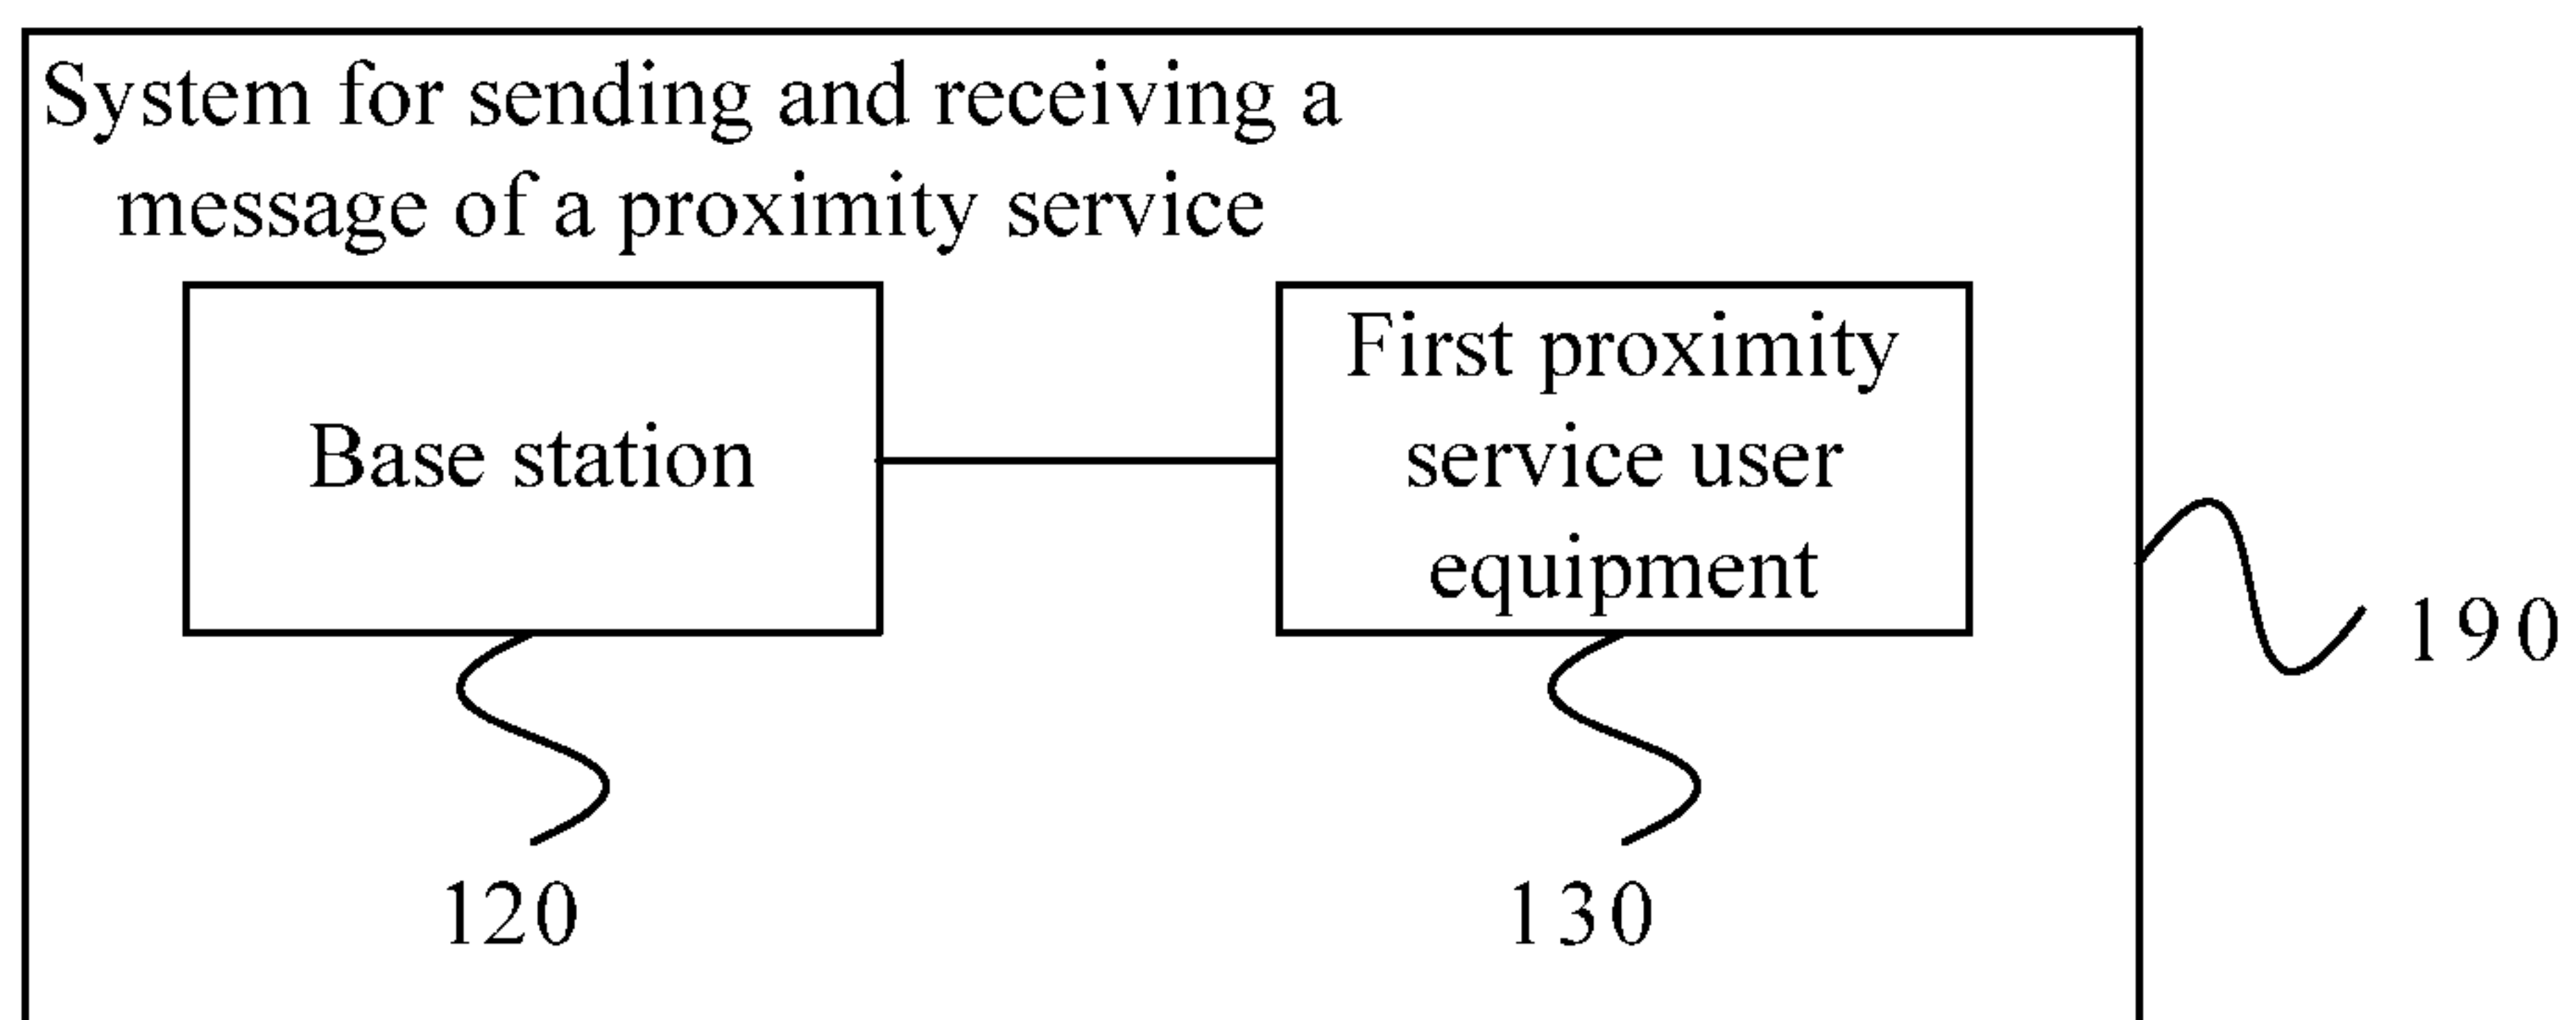 System for sending and receiving a
message of a proximity service
Base station
First proximity
service user
equipment
190
120
130